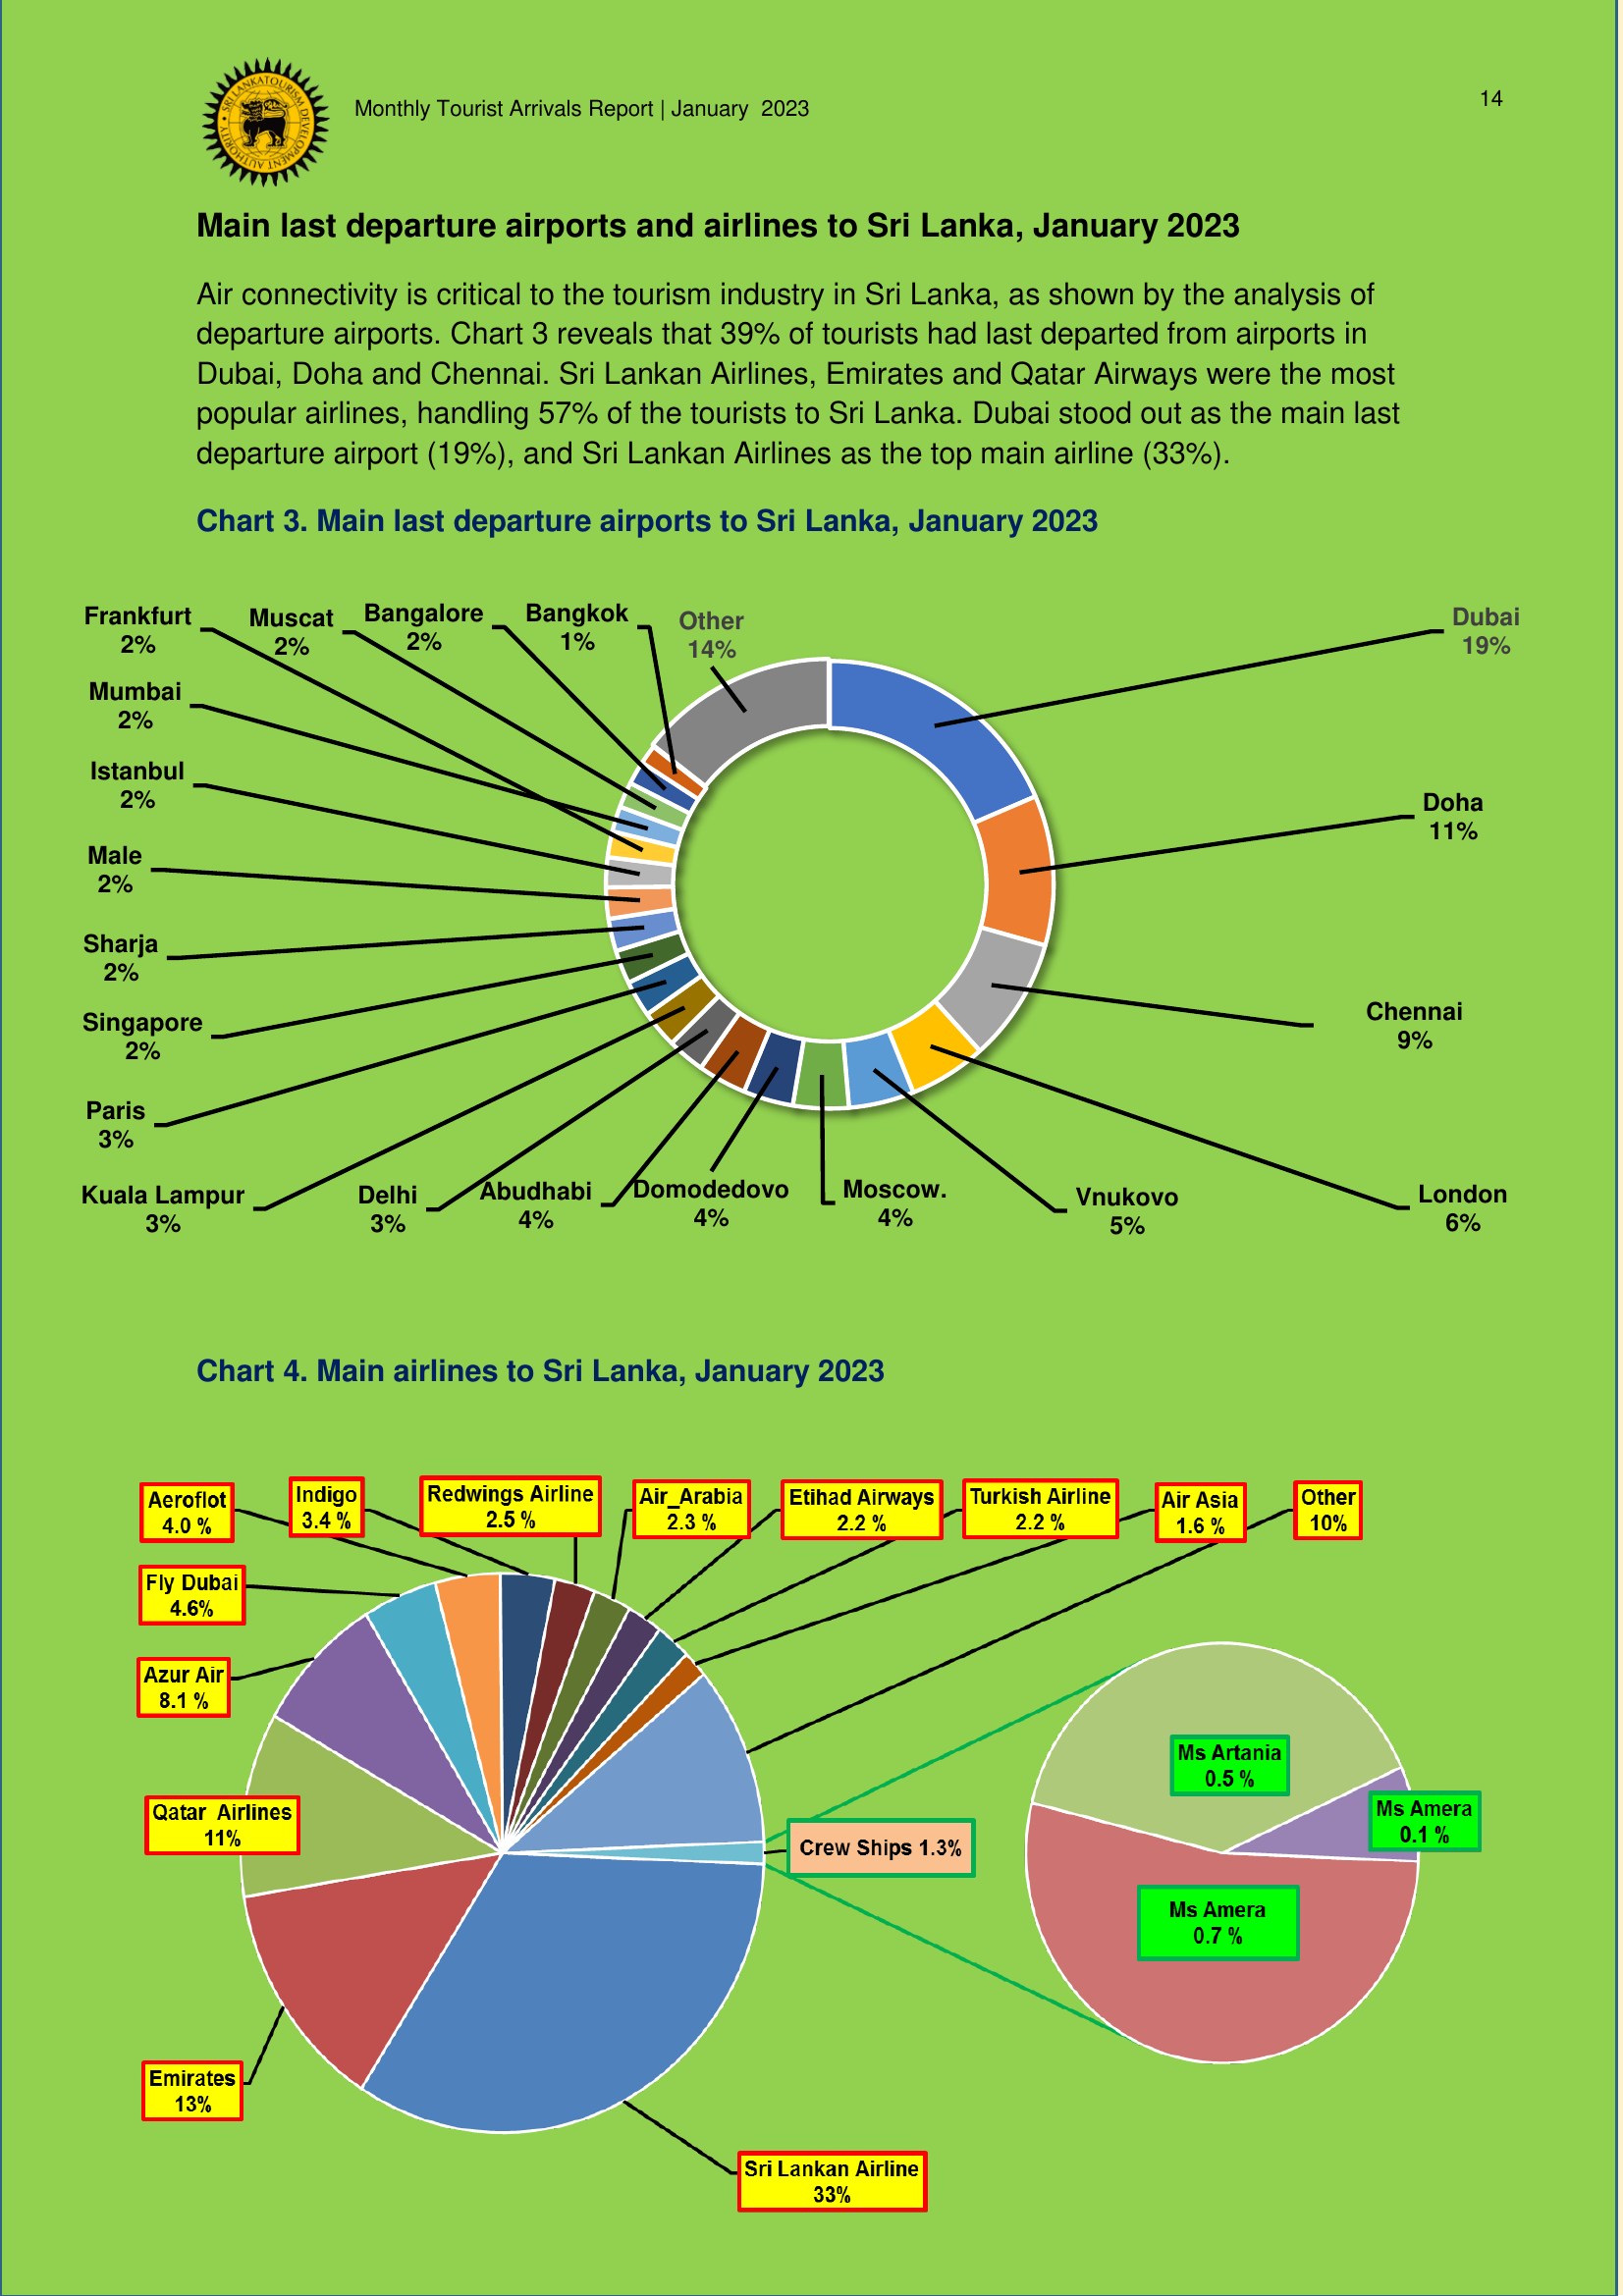 SRI LANKA TOURISM DEVELOPMENT AUTHORITY
Monthly Tourist Arrivals Report | January  2023
14
Main last departure airports and airlines to Sri Lanka, January 2023
Air connectivity is critical to the tourism industry in Sri Lanka, as shown by the analysis of
departure airports. Chart 3 reveals that 39% of tourists had last departed from airports in
Dubai, Doha and Chennai. Sri Lankan Airlines, Emirates and Qatar Airways were the most
popular airlines, handling 57% of the tourists to Sri Lanka. Dubai stood out as the main last
departure airport (19%), and Sri Lankan Airlines as the top main airline (33%).
Chart 3. Main last departure airports to Sri Lanka, January 2023
Frankfurt
2%
Muscat
2%
Bangalore
2%
Bangkok
1%
Other
14%
Dubai
19%
Mumbai
2%
Istanbul
2%
Doha
11%
Male
2%
Sharja
2%
Singapore
2%
Chennai
9%
Paris
3%
Kuala Lampur
3%
Delhi
3%
Abudhabi
4%
Domodedovo
4%
Moscow.
4%
Vnukovo
5%
London
6%
Chart 4. Main airlines to Sri Lanka, January 2023
Aeroflot
4.0 %
Indigo
3.4 %
Redwings Airline
2.5 %
Air_Arabia
2.3 %
Etihad Airways
2.2 %
Turkish Airline
2.2 %
Air Asia
1.6 %
Other
10%
Fly Dubai
4.6%
Azur Air
8.1 %
Qatar  Airlines
11%
Crew Ships 1.3%
Ms Artania
0.5 %
Ms Amera
0.1 %
Ms Amera
0.7 %
Emirates
13%
Sri Lankan Airline
33%